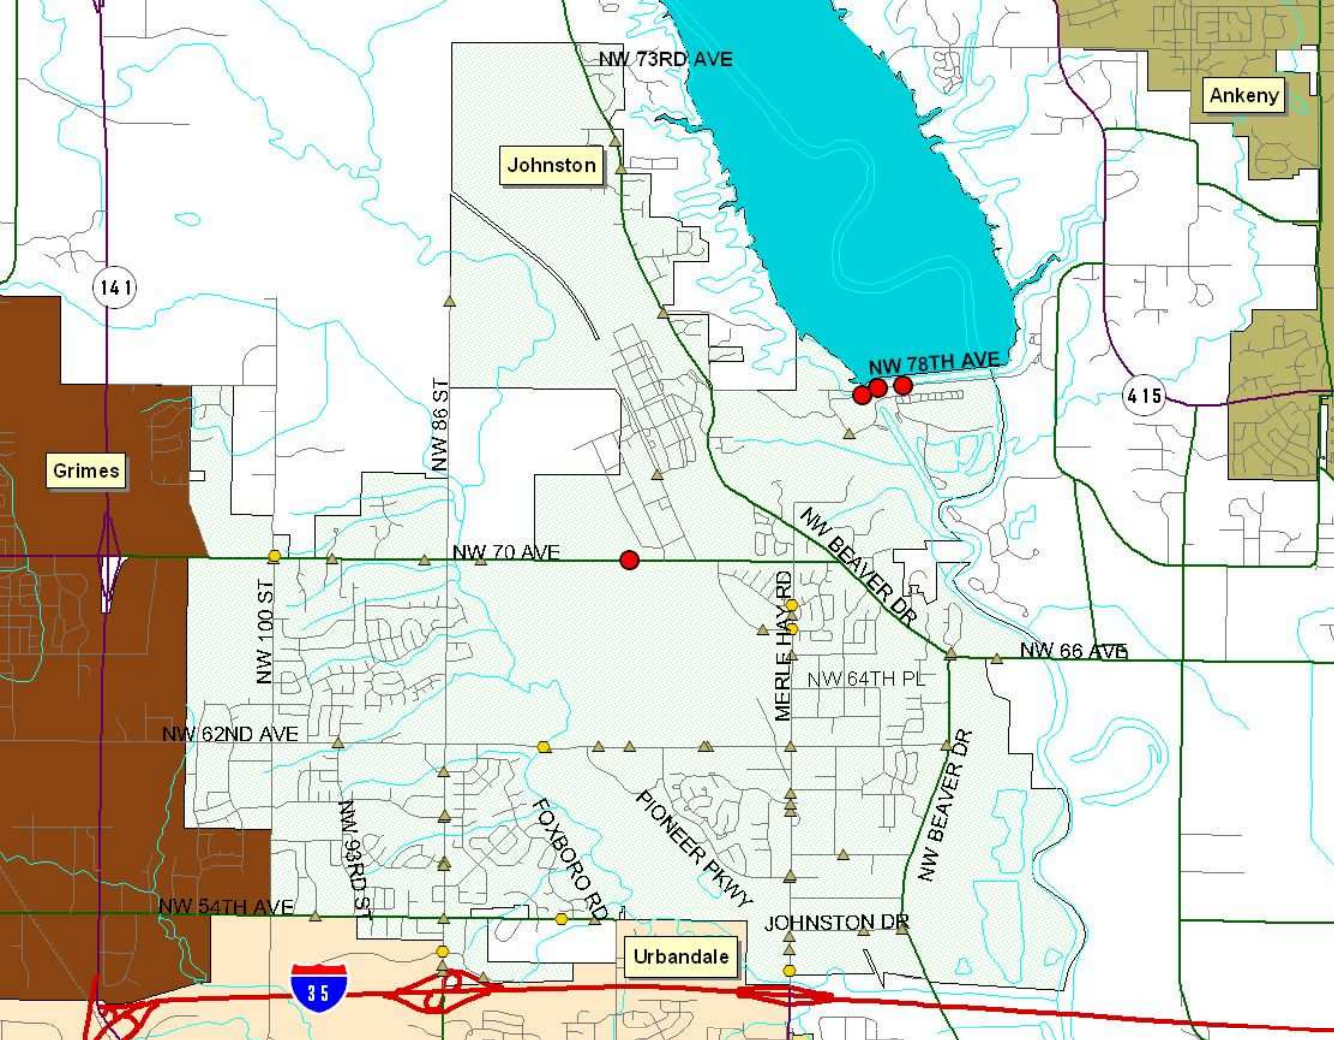 NW 73RD AVE
Ankeny
Johnston
141
NW 78TH AVE
415
NW 86 ST
Grimes
NW BEAVER DR
NW 70 AVE
NW 100 ST
MERLE HAY RD
NW 66 AVE
NW 64TH PL
NW 62ND AVE
NW BEAVER DR
NW 93RD ST
FOXBORO RD
PIONEER PKWY
NW 54TH AVE
JOHNSTON DR
Urbandale
35